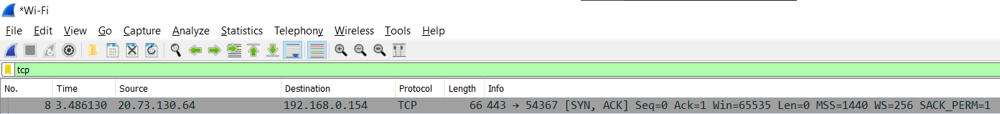 *Wi-Fi
File Edit View Go Capture Analyze Statistics Telephony Wireless Tools Help
tcp
No. Time Source Destination Protocol Length Info
8 3.486130 20.73.130.64 192.168.0.154 TCP 66 443 → 54367 [SYN, ACK] Seq=0 Ack=1 Win=65535 Len=0 MSS=1440 WS=256 SACK_PERM=1